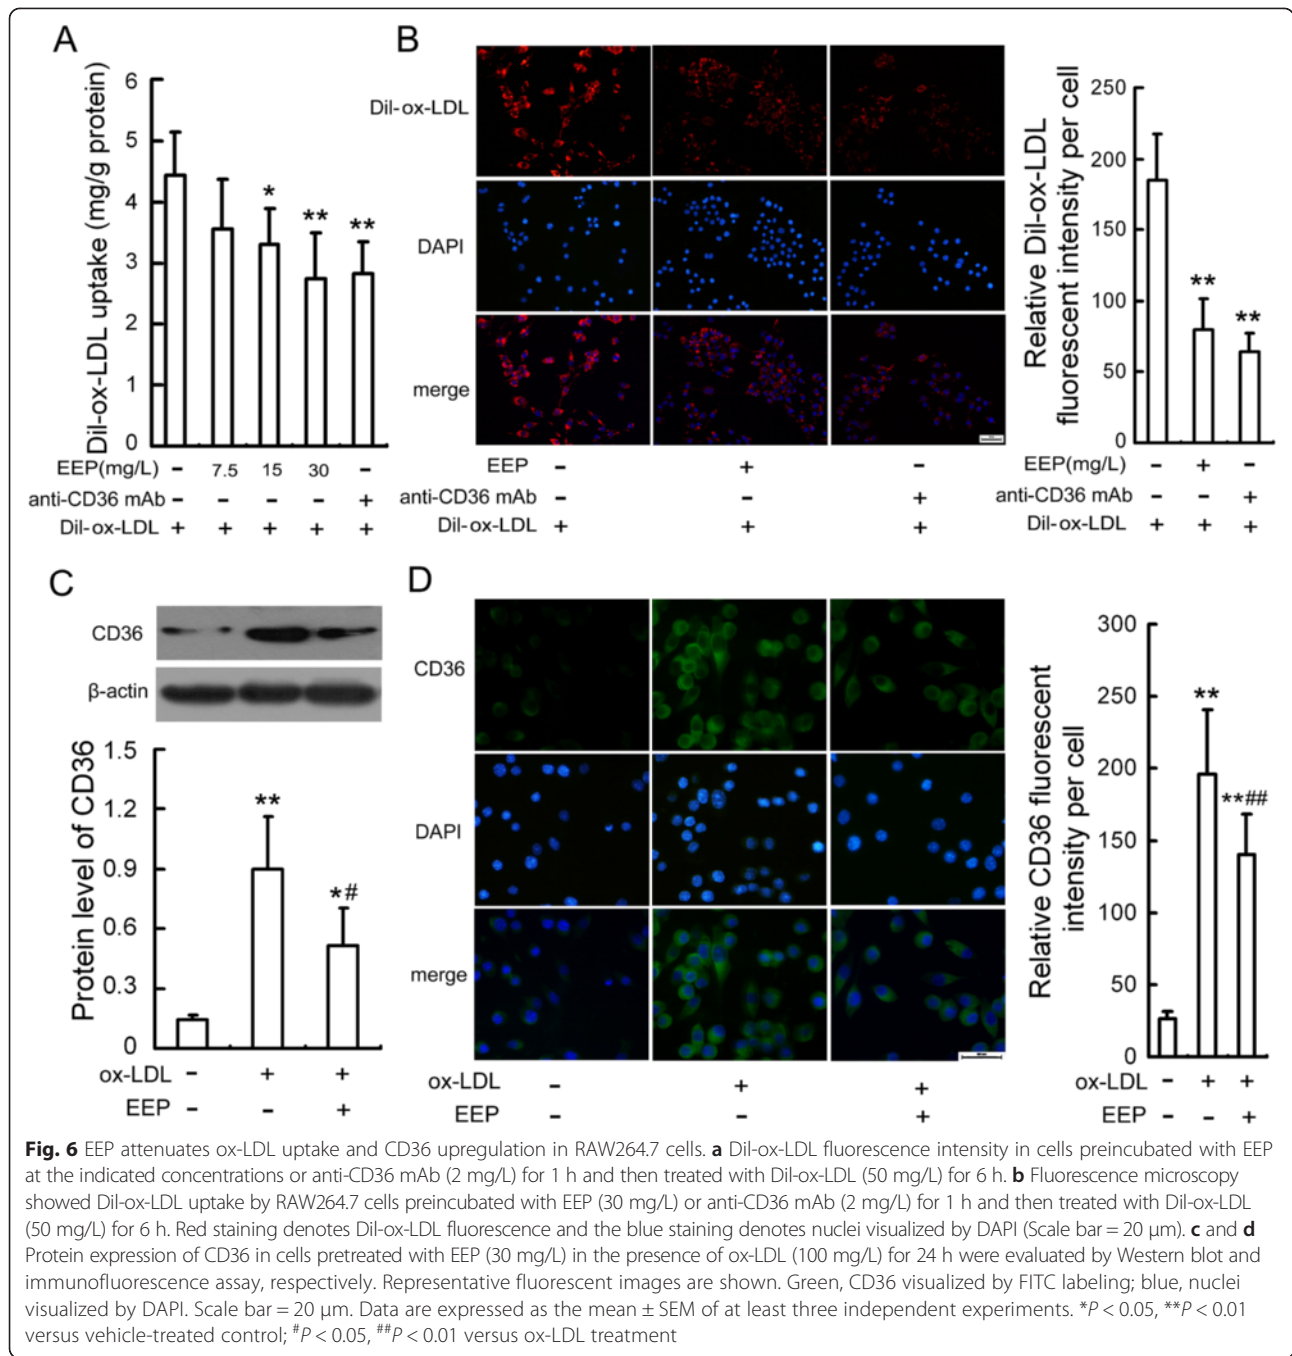 A
Dil-ox-LDL uptake (mg/g protein)
6
5
4
3
2
1
0
*
**
**
EEP(mg/L) – 7.5 15 30 –
anti-CD36 mAb – – – – +
Dil-ox-LDL + + + + +
B
Dil-ox-LDL
DAPI
merge
EEP – + –
anti-CD36 mAb – – +
Dil-ox-LDL + + +
Relative Dil-ox-LDL
fluorescent intensity per cell
250
200
150
100
50
0
**
**
EEP(mg/L) – + –
anti-CD36 mAb – – +
Dil-ox-LDL + + +
C
CD36
β-actin
Protein level of CD36
1.5
1.2
0.9
0.6
0.3
0
**
*#
ox-LDL – + +
EEP – – +
D
CD36
DAPI
merge
ox-LDL – + +
EEP – – +
Relative CD36 fluorescent
intensity per cell
300
250
200
150
100
50
0
**
**##
ox-LDL – + +
EEP – – +
Fig. 6 EEP attenuates ox-LDL uptake and CD36 upregulation in RAW264.7 cells. a Dil-ox-LDL fluorescence intensity in cells preincubated with EEP
at the indicated concentrations or anti-CD36 mAb (2 mg/L) for 1 h and then treated with Dil-ox-LDL (50 mg/L) for 6 h. b Fluorescence microscopy
showed Dil-ox-LDL uptake by RAW264.7 cells preincubated with EEP (30 mg/L) or anti-CD36 mAb (2 mg/L) for 1 h and then treated with Dil-ox-LDL
(50 mg/L) for 6 h. Red staining denotes Dil-ox-LDL fluorescence and the blue staining denotes nuclei visualized by DAPI (Scale bar = 20 μm). c and d
Protein expression of CD36 in cells pretreated with EEP (30 mg/L) in the presence of ox-LDL (100 mg/L) for 24 h were evaluated by Western blot and
immunofluorescence assay, respectively. Representative fluorescent images are shown. Green, CD36 visualized by FITC labeling; blue, nuclei
visualized by DAPI. Scale bar = 20 μm. Data are expressed as the mean ± SEM of at least three independent experiments. *P < 0.05, **P < 0.01
versus vehicle-treated control; #P < 0.05, ##P < 0.01 versus ox-LDL treatment